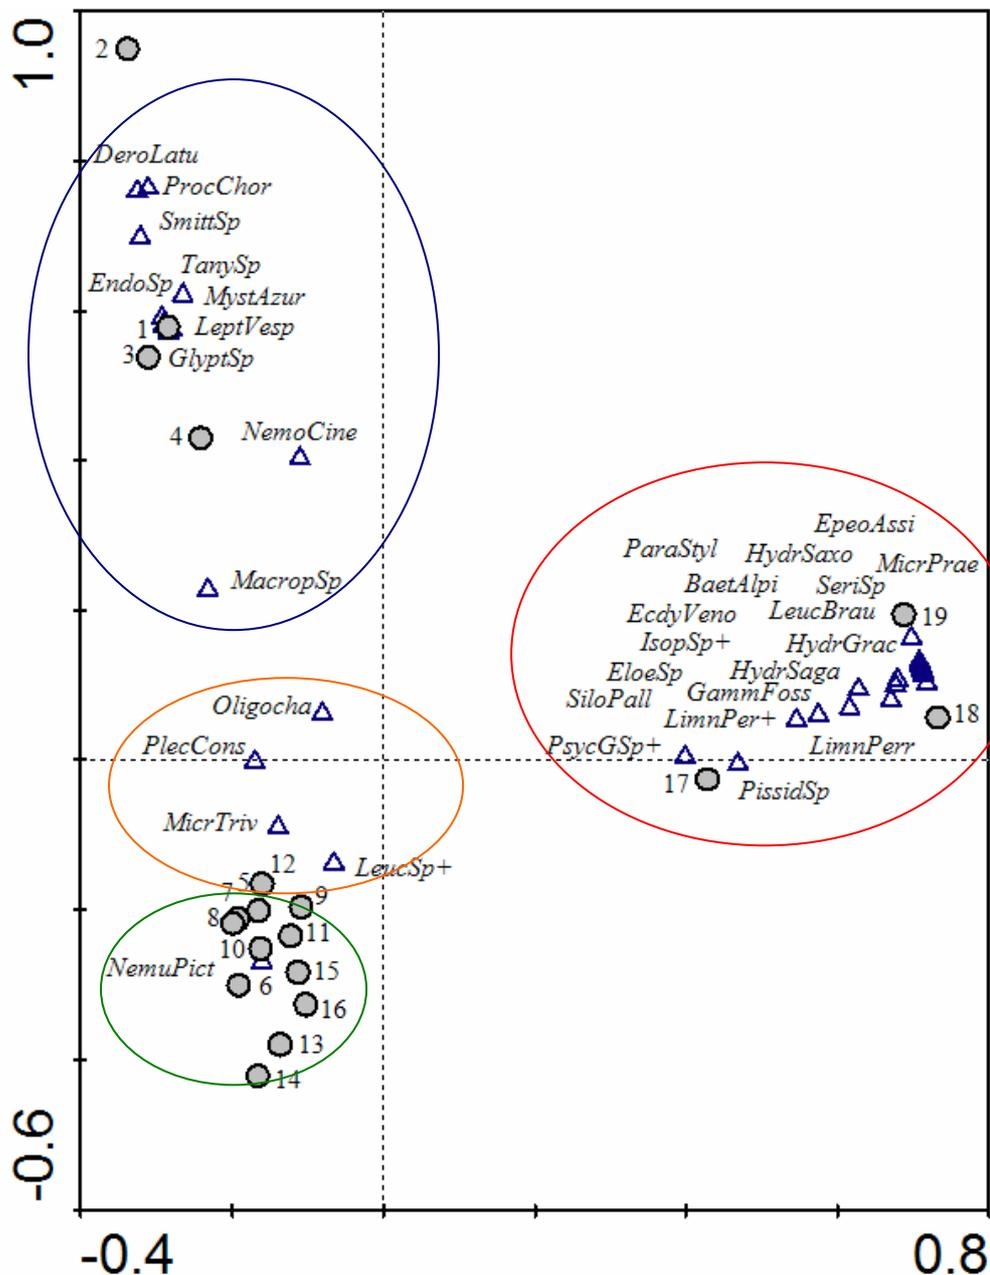 1.0
2
DeroLatu
ProcChor
SmittSp
TanySp
EndoSp
MystAzur
1
LeptVesp
3
GlyptSp
4
NemoCine
MacropSp
EpeoAssi
ParaStyl
HydrSaxo
MicrPrae
BaetAlpi
SeriSp
EcdyVeno
LeucBrau
19
IsopSp+
HydrGrac
EloeSp
HydrSaga
SiloPall
GammFoss
LimnPer+
18
PsycGSp+
LimnPerr
17
PissidSp
Oligocha
PlecCons
MicrTriv
LeucSp+
12
5
7
9
8
11
10
NemuPict
15
6
16
13
14
-0.6
-0.4
0.8